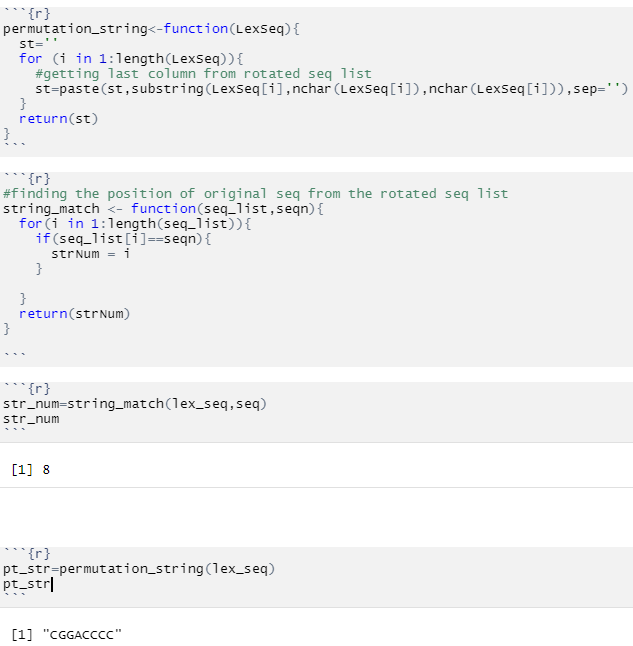 ```{r}
permutation_string<-function(LexSeq){
  st=''
  for (i in 1:length(LexSeq)){
    #getting last column from rotated seq list
    st=paste(st,substring(LexSeq[i],nchar(LexSeq[i]),nchar(LexSeq[i])),sep='')
  }
  return(st)
}
```
```{r}
#finding the position of original seq from the rotated seq list
string_match <- function(seq_list,seqn){
  for(i in 1:length(seq_list)){
    if(seq_list[i]==seqn){
      strNum = i
    }
  }
  return(strNum)
}
```
```{r}
str_num=string_match(lex_seq,seq)
str_num
```
[1] 8
```{r}
pt_str=permutation_string(lex_seq)
pt_str
```
[1] "CGGACCCC"